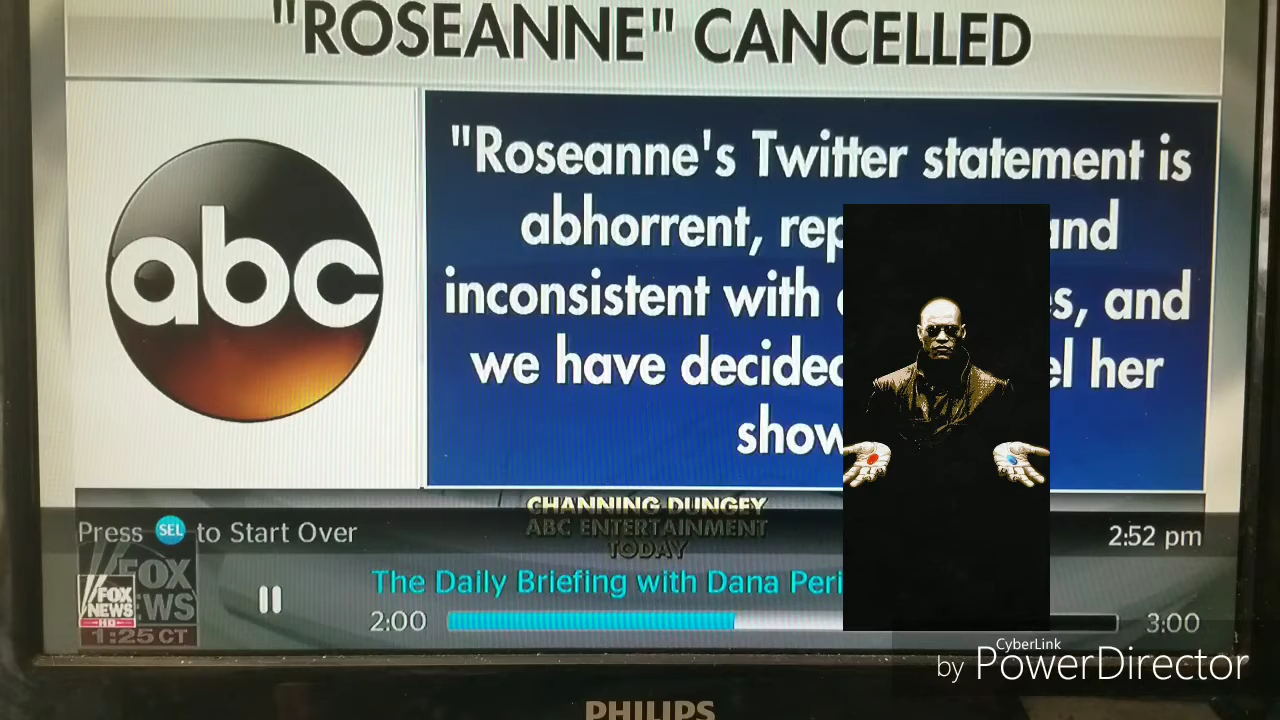 "ROSEANNE" CANCELLED
abc
"Roseanne's Twitter statement is
abhorrent, rep and
inconsistent with s, and
we have decided el her
show
CHANNING DUNGEY
ABC ENTERTAINMENT
TODAY
Press SEL to Start Over
2:52 pm
FOX
NEWS
FOX
NEWS
HD
1:25 CT
The Daily Briefing with Dana Peri
2:00
3:00
CyberLink
by PowerDirector
PHILIPS